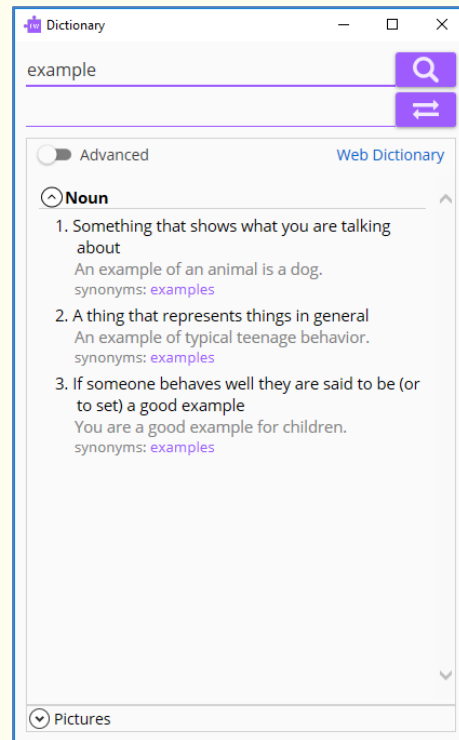 Dictionary
example
Advanced Web Dictionary
Noun
1. Something that shows what you are talking
about
An example of an animal is a dog.
synonyms: examples
2. A thing that represents things in general
An example of typical teenage behavior.
synonyms: examples
3. If someone behaves well they are said to be (or
to set) a good example
You are a good example for children.
synonyms: examples
Pictures